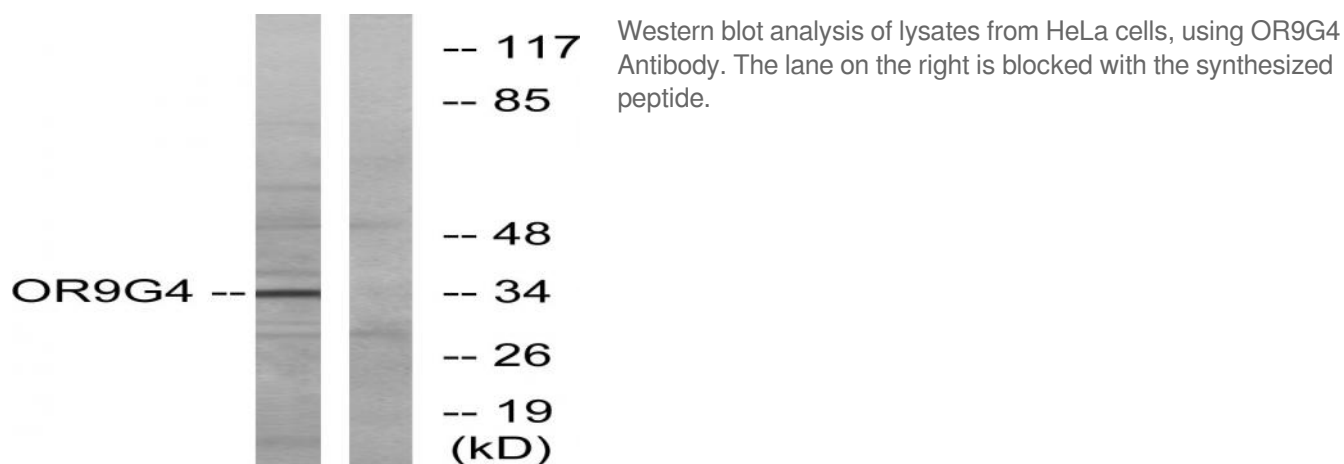 OR9G4 --
-- 117
-- 85
-- 48
-- 34
-- 26
-- 19
(kD)
Western blot analysis of lysates from HeLa cells, using OR9G4
Antibody. The lane on the right is blocked with the synthesized
peptide.